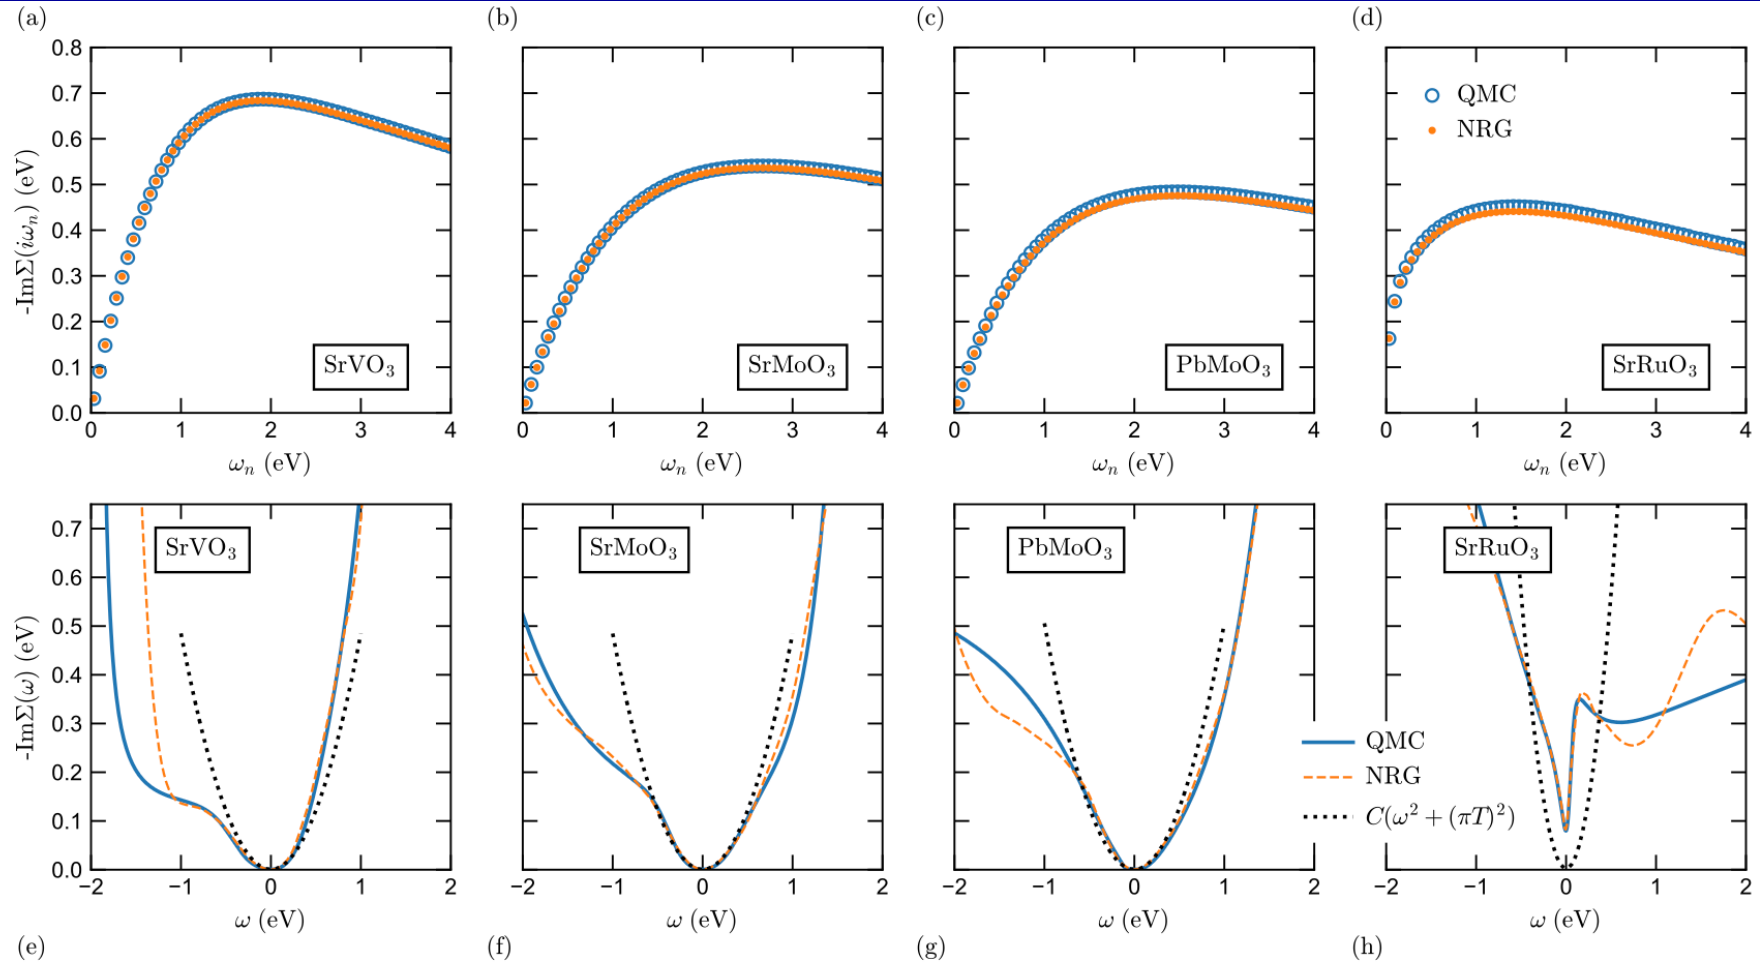 (a) (b) (c) (d)
0.8
0.7
0.6
0.5
0.4
0.3
0.2
0.1
0.0
-ImΣ(iωₙ) (eV)
SrVO₃
0 1 2 3 4
ωₙ (eV)
SrMoO₃
0 1 2 3 4
ωₙ (eV)
PbMoO₃
0 1 2 3 4
ωₙ (eV)
QMC
NRG
SrRuO₃
0 1 2 3 4
ωₙ (eV)
0.7
0.6
0.5
0.4
0.3
0.2
0.1
0.0
-ImΣ(ω) (eV)
SrVO₃
−2 −1 0 1 2
ω (eV)
SrMoO₃
−2 −1 0 1 2
ω (eV)
PbMoO₃
−2 −1 0 1 2
ω (eV)
SrRuO₃
QMC
NRG
C(ω² + (πT)²)
−2 −1 0 1 2
ω (eV)
(e) (f) (g) (h)